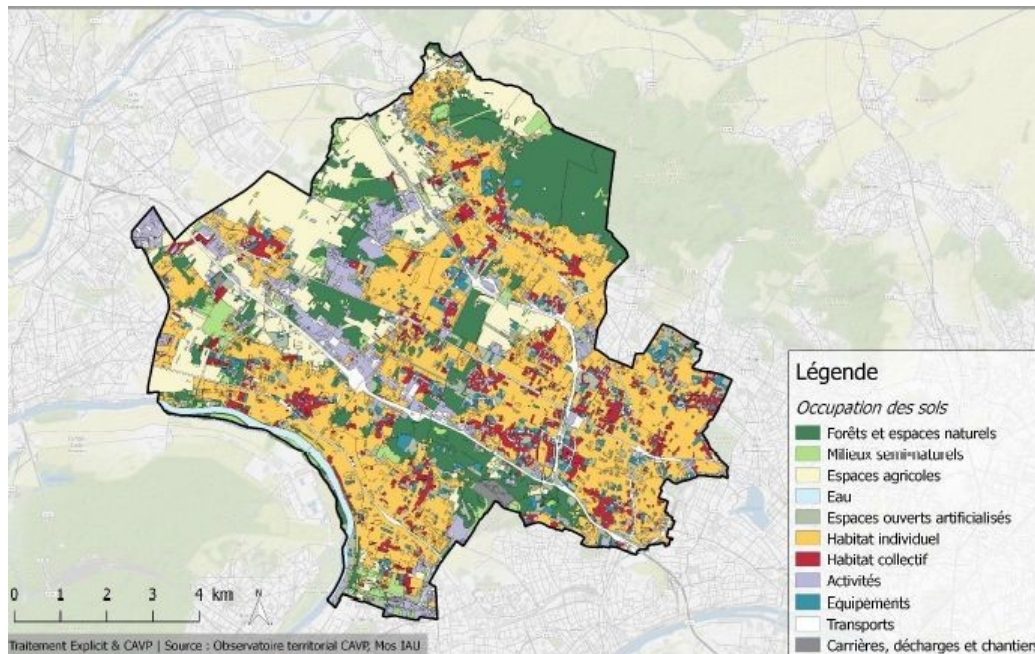 Légende
Occupation des sols
Forêts et espaces naturels
Milieux semi-naturels
Espaces agricoles
Eau
Espaces ouverts artificialisés
Habitat individuel
Habitat collectif
Activités
Equipements
Transports
Carrières, décharges et chantier
0 1 2 3 4 km
N
Traitement Explicit & CAVP | Source : Observatoire territorial CAVP, Mos IAU